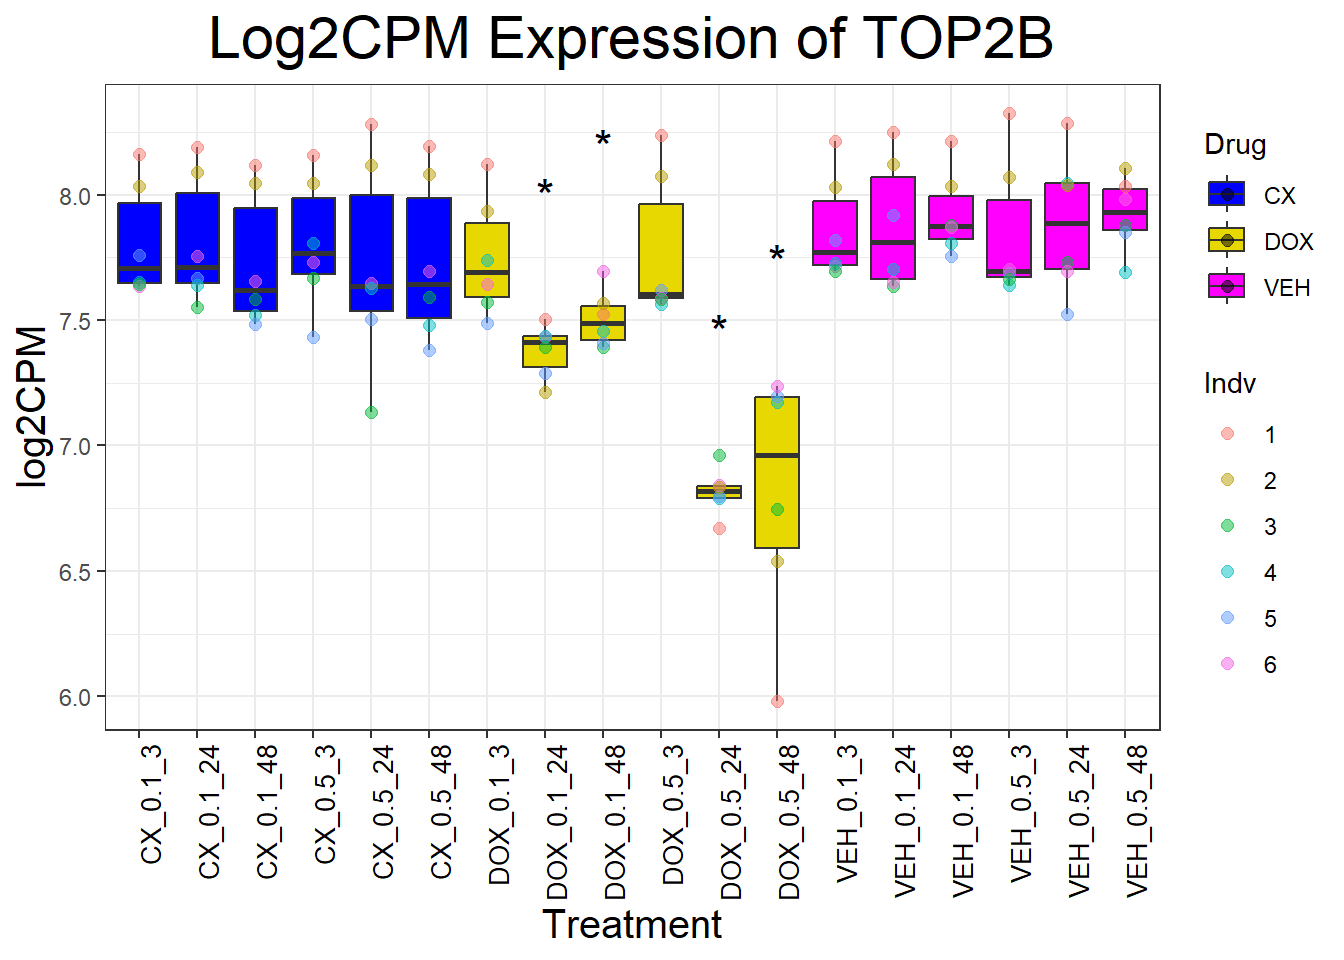 Log2CPM Expression of TOP2B
log2CPM
8.0
7.5
7.0
6.5
6.0
*
*
*
*
CX_0.1_3
CX_0.1_24
CX_0.1_48
CX_0.5_3
CX_0.5_24
CX_0.5_48
DOX_0.1_3
DOX_0.1_24
DOX_0.1_48
DOX_0.5_3
DOX_0.5_24
DOX_0.5_48
VEH_0.1_3
VEH_0.1_24
VEH_0.1_48
VEH_0.5_3
VEH_0.5_24
VEH_0.5_48
Treatment
Drug
CX
DOX
VEH
Indv
1
2
3
4
5
6